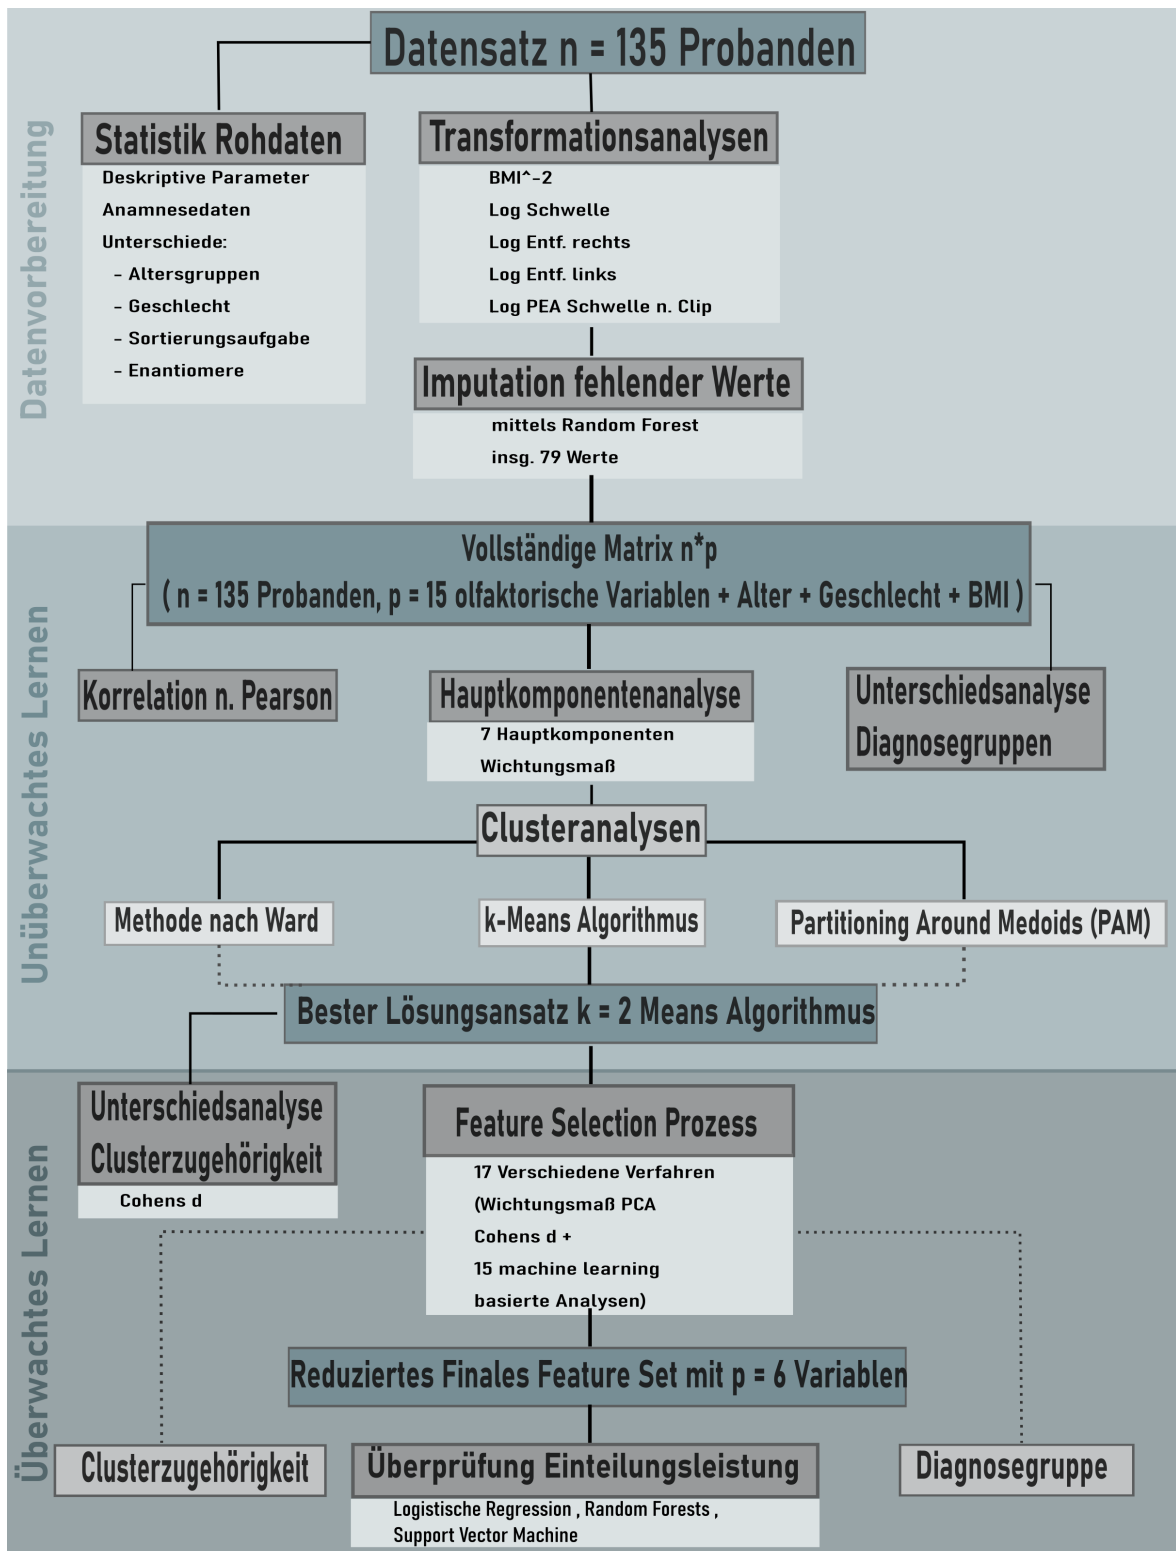 Datensatz n = 135 Probanden
Datenvorbereitung
Statistik Rohdaten
Deskriptive Parameter
Anamnesedaten
Unterschiede:
- Altersgruppen
- Geschlecht
- Sortierungsaufgabe
- Enantiomere
Transformationsanalysen
BMI^-2
Log Schwelle
Log Entf. rechts
Log Entf. links
Log PEA Schwelle n. Clip
Imputation fehlender Werte
mittels Random Forest
insg. 79 Werte
Unüberwachtes Lernen
Vollständige Matrix n*p
( n = 135 Probanden, p = 15 olfaktorische Variablen + Alter + Geschlecht + BMI )
Korrelation n. Pearson
Hauptkomponentenanalyse
7 Hauptkomponenten
Wichtungsmaß
Unterschiedsanalyse
Diagnosegruppen
Clusteranalysen
Methode nach Ward
k-Means Algorithmus
Partitioning Around Medoids (PAM)
Bester Lösungsansatz k = 2 Means Algorithmus
Überwachtes Lernen
Unterschiedsanalyse
Clusterzugehörigkeit
Cohens d
Feature Selection Prozess
17 Verschiedene Verfahren
(Wichtungsmaß PCA
Cohens d +
15 machine learning
basierte Analysen)
Reduziertes Finales Feature Set mit p = 6 Variablen
Clusterzugehörigkeit
Überprüfung Einteilungsleistung
Logistische Regression , Random Forests ,
Support Vector Machine
Diagnosegruppe